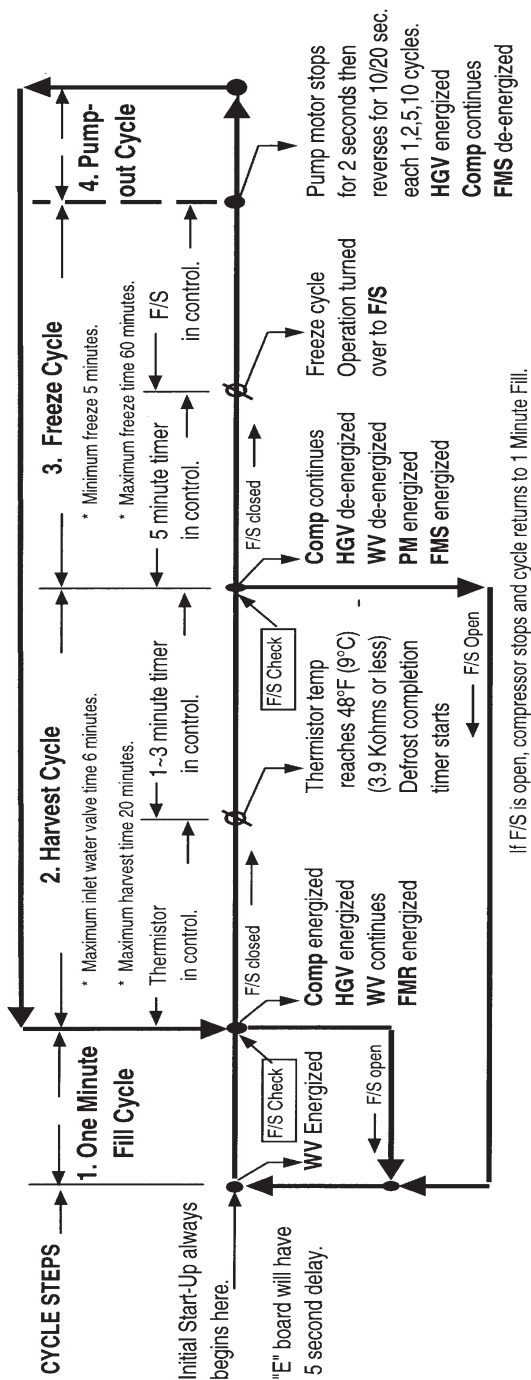 CYCLE STEPS
1. One Minute
Fill Cycle
2. Harvest Cycle
* Maximum inlet water valve time 6 minutes.
* Maximum harvest time 20 minutes.
Thermistor
in control.
1~3 minute timer
in control.
3. Freeze Cycle
* Minimum freeze 5 minutes.
* Maximum freeze time 60 minutes.
5 minute timer
in control.
F/S
in control.
4. Pump-
out Cycle
Initial Start-Up always
begins here.
"E" board will have
5 second delay.
F/S Check
WV Energized
F/S open
F/S closed
Comp energized
HGV energized
WV continues
FMR energized
Thermistor temp
reaches 48°F (9°C)
(3.9 Kohms or less)
Defrost completion
timer starts
F/S Check
F/S closed
Comp continues
HGV de-energized
WV de-energized
PM energized
FMS energized
Freeze cycle
Operation turned
over to F/S
Pump motor stops
for 2 seconds then
reverses for 10/20 sec.
each 1,2,5,10 cycles.
HGV energized
Comp continues
FMS de-energized
F/S Open
If F/S is open, compressor stops and cycle returns to 1 Minute Fill.